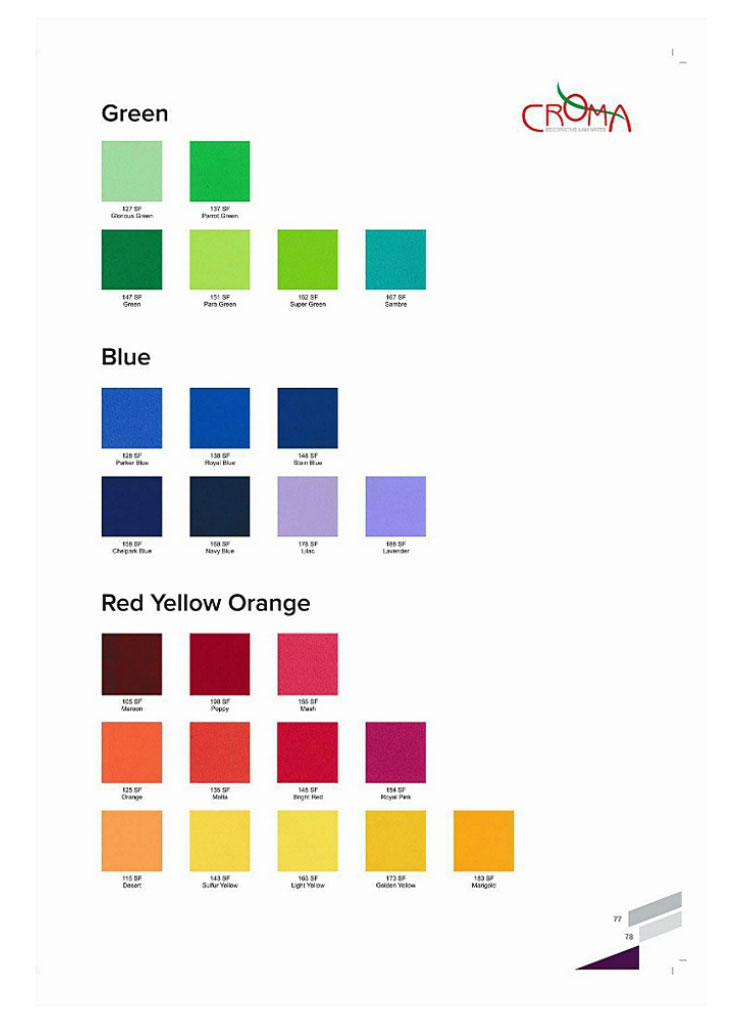 Green
CROMA
DECORATIVE LAMINATES
127 SF
Glorious Green
137 SF
Parrot Green
147 SF
Green
151 SF
Para Green
162 SF
Super Green
167 SF
Sambre
Blue
128 SF
Parker Blue
138 SF
Royal Blue
148 SF
Stain Blue
158 SF
Chelpark Blue
168 SF
Navy Blue
178 SF
Lilac
188 SF
Lavender
Red Yellow Orange
105 SF
Maroon
198 SF
Poppy
155 SF
Mash
125 SF
Orange
135 SF
Malta
145 SF
Bright Red
154 SF
Royal Pink
115 SF
Desert
143 SF
Sulfur Yellow
163 SF
Light Yellow
173 SF
Golden Yellow
183 SF
Marigold
77
78